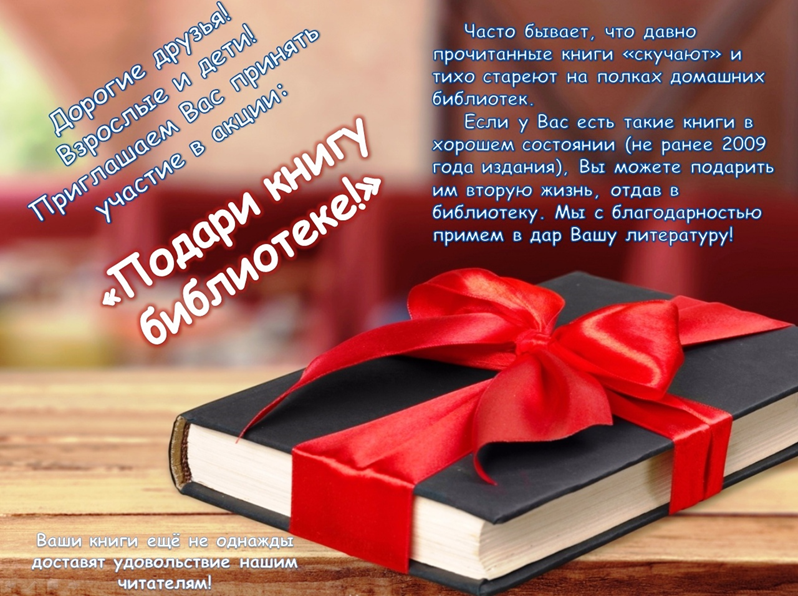 Дорогие друзья!
Взрослые и дети!
Приглашаем Вас принять
участие в акции:
«Подари книгу
библиотеке!»
Часто бывает, что давно
прочитанные книги «скучают» и
тихо стареют на полках домашних
библиотек.
Если у Вас есть такие книги в
хорошем состоянии (не ранее 2009
года издания), Вы можете подарить
им вторую жизнь, отдав в
библиотеку. Мы с благодарностью
примем в дар Вашу литературу!
Ваши книги ещё не однажды
доставят удовольствие нашим
читателям!